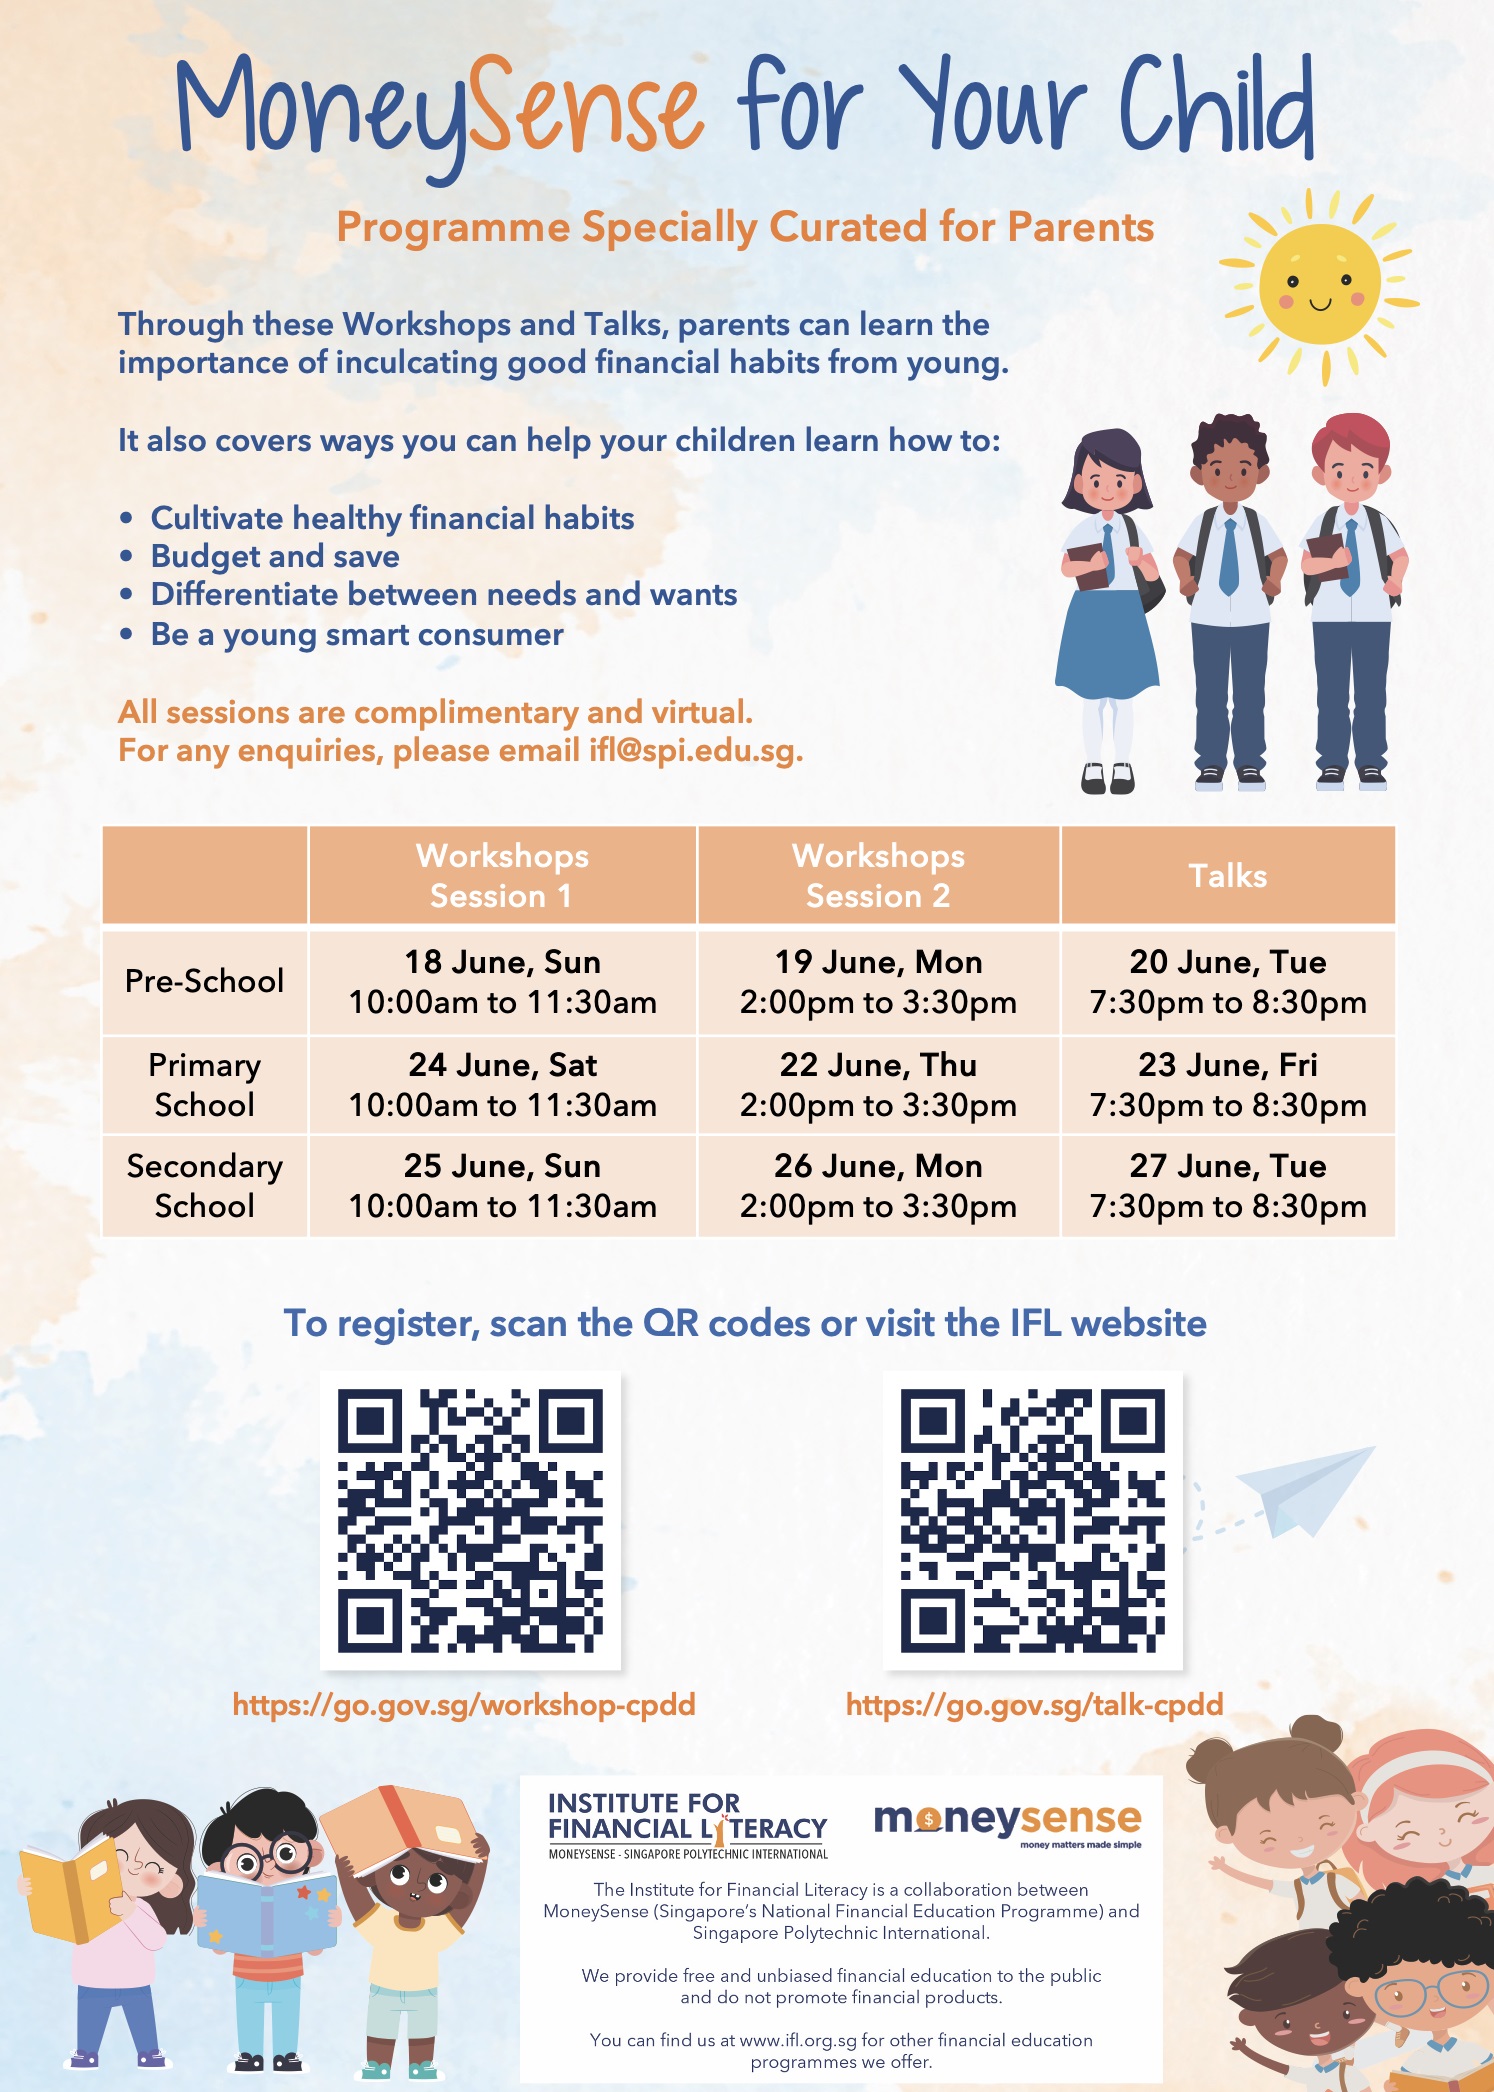 MoneySense for Your Child
Programme Specially Curated for Parents
Through these Workshops and Talks, parents can learn the
importance of inculcating good financial habits from young.
It also covers ways you can help your children learn how to:
• Cultivate healthy financial habits
• Budget and save
• Differentiate between needs and wants
• Be a young smart consumer
All sessions are complimentary and virtual.
For any enquiries, please email ifl@spi.edu.sg.
Workshops
Session 1
Workshops
Session 2
Talks
Pre-School
18 June, Sun
10:00am to 11:30am
19 June, Mon
2:00pm to 3:30pm
20 June, Tue
7:30pm to 8:30pm
Primary
School
24 June, Sat
10:00am to 11:30am
22 June, Thu
2:00pm to 3:30pm
23 June, Fri
7:30pm to 8:30pm
Secondary
School
25 June, Sun
10:00am to 11:30am
26 June, Mon
2:00pm to 3:30pm
27 June, Tue
7:30pm to 8:30pm
To register, scan the QR codes or visit the IFL website
https://go.gov.sg/workshop-cpdd
https://go.gov.sg/talk-cpdd
INSTITUTE FOR
FINANCIAL LITERACY
MONEYSENSE - SINGAPORE POLYTECHNIC INTERNATIONAL
moneysense
money matters made simple
The Institute for Financial Literacy is a collaboration between
MoneySense (Singapore's National Financial Education Programme) and
Singapore Polytechnic International.
We provide free and unbiased financial education to the public
and do not promote financial products.
You can find us at www.ifl.org.sg for other financial education
programmes we offer.